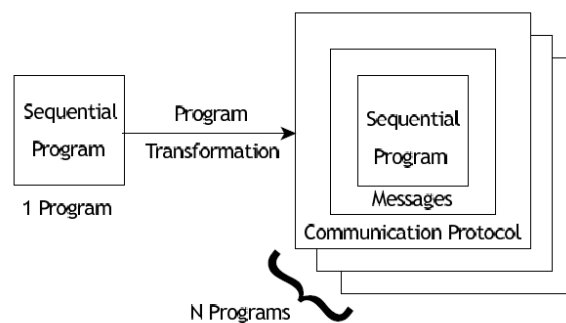 Sequential
Program
1 Program
Program
Transformation
Sequential
Program
Messages
Communication Protocol
N Programs